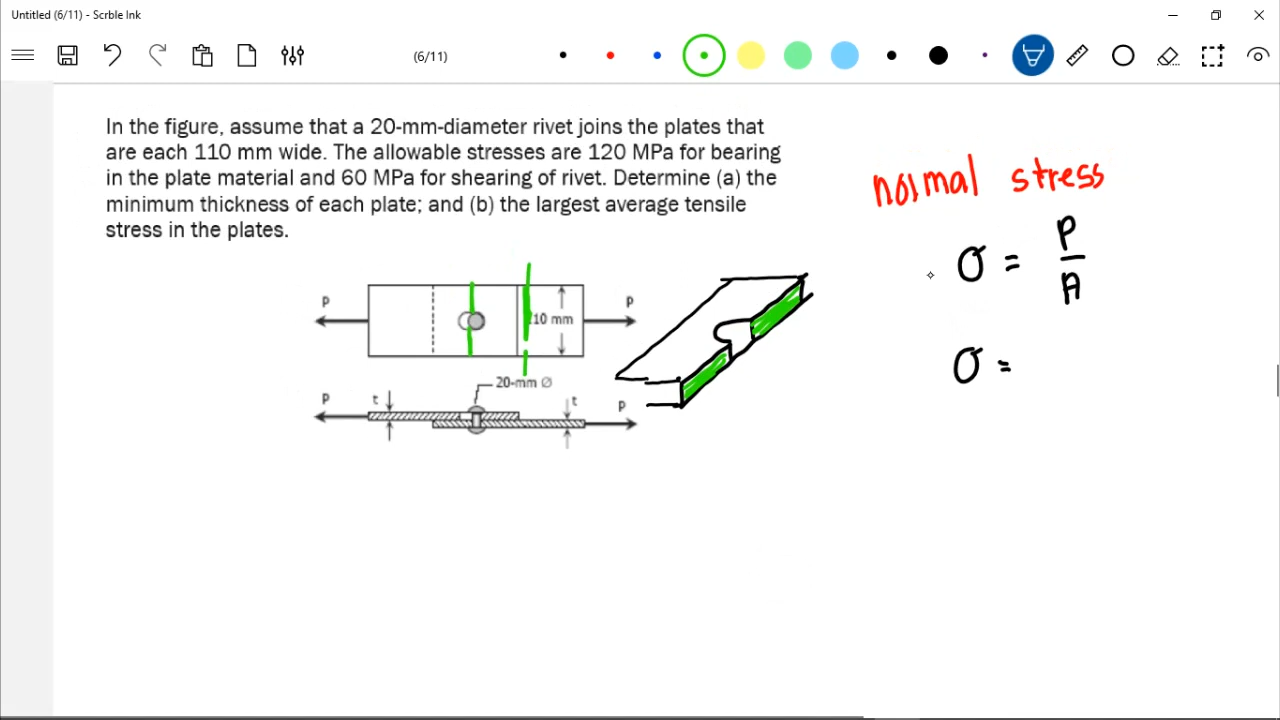 Untitled (6/11) - Scrble Ink
(6/11)
In the figure, assume that a 20-mm-diameter rivet joins the plates that
are each 110 mm wide. The allowable stresses are 120 MPa for bearing
in the plate material and 60 MPa for shearing of rivet. Determine (a) the
minimum thickness of each plate; and (b) the largest average tensile
stress in the plates.
normal stress
σ = P
A
σ =
P
P
10 mm
20-mm Ø
P
t
t
P